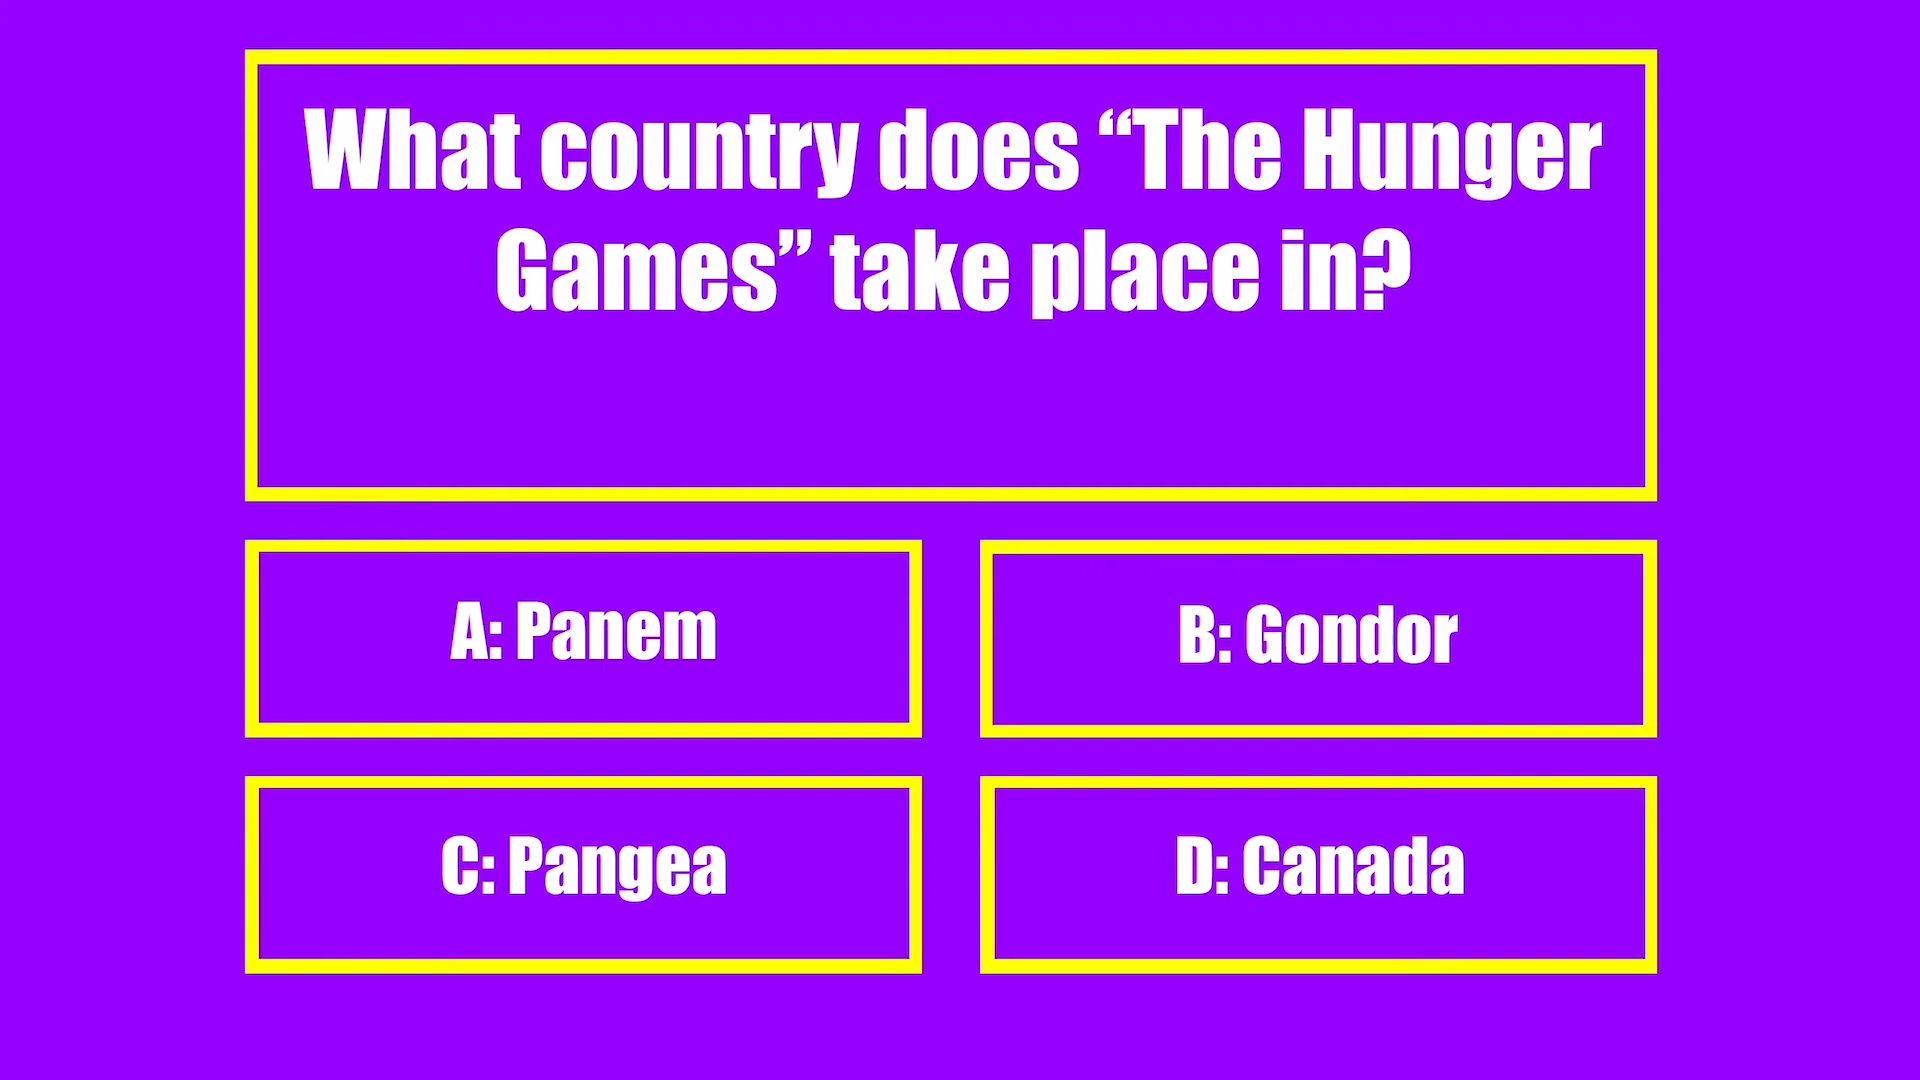 What country does “The Hunger
Games” take place in?
A: Panem
B: Gondor
C: Pangea
D: Canada